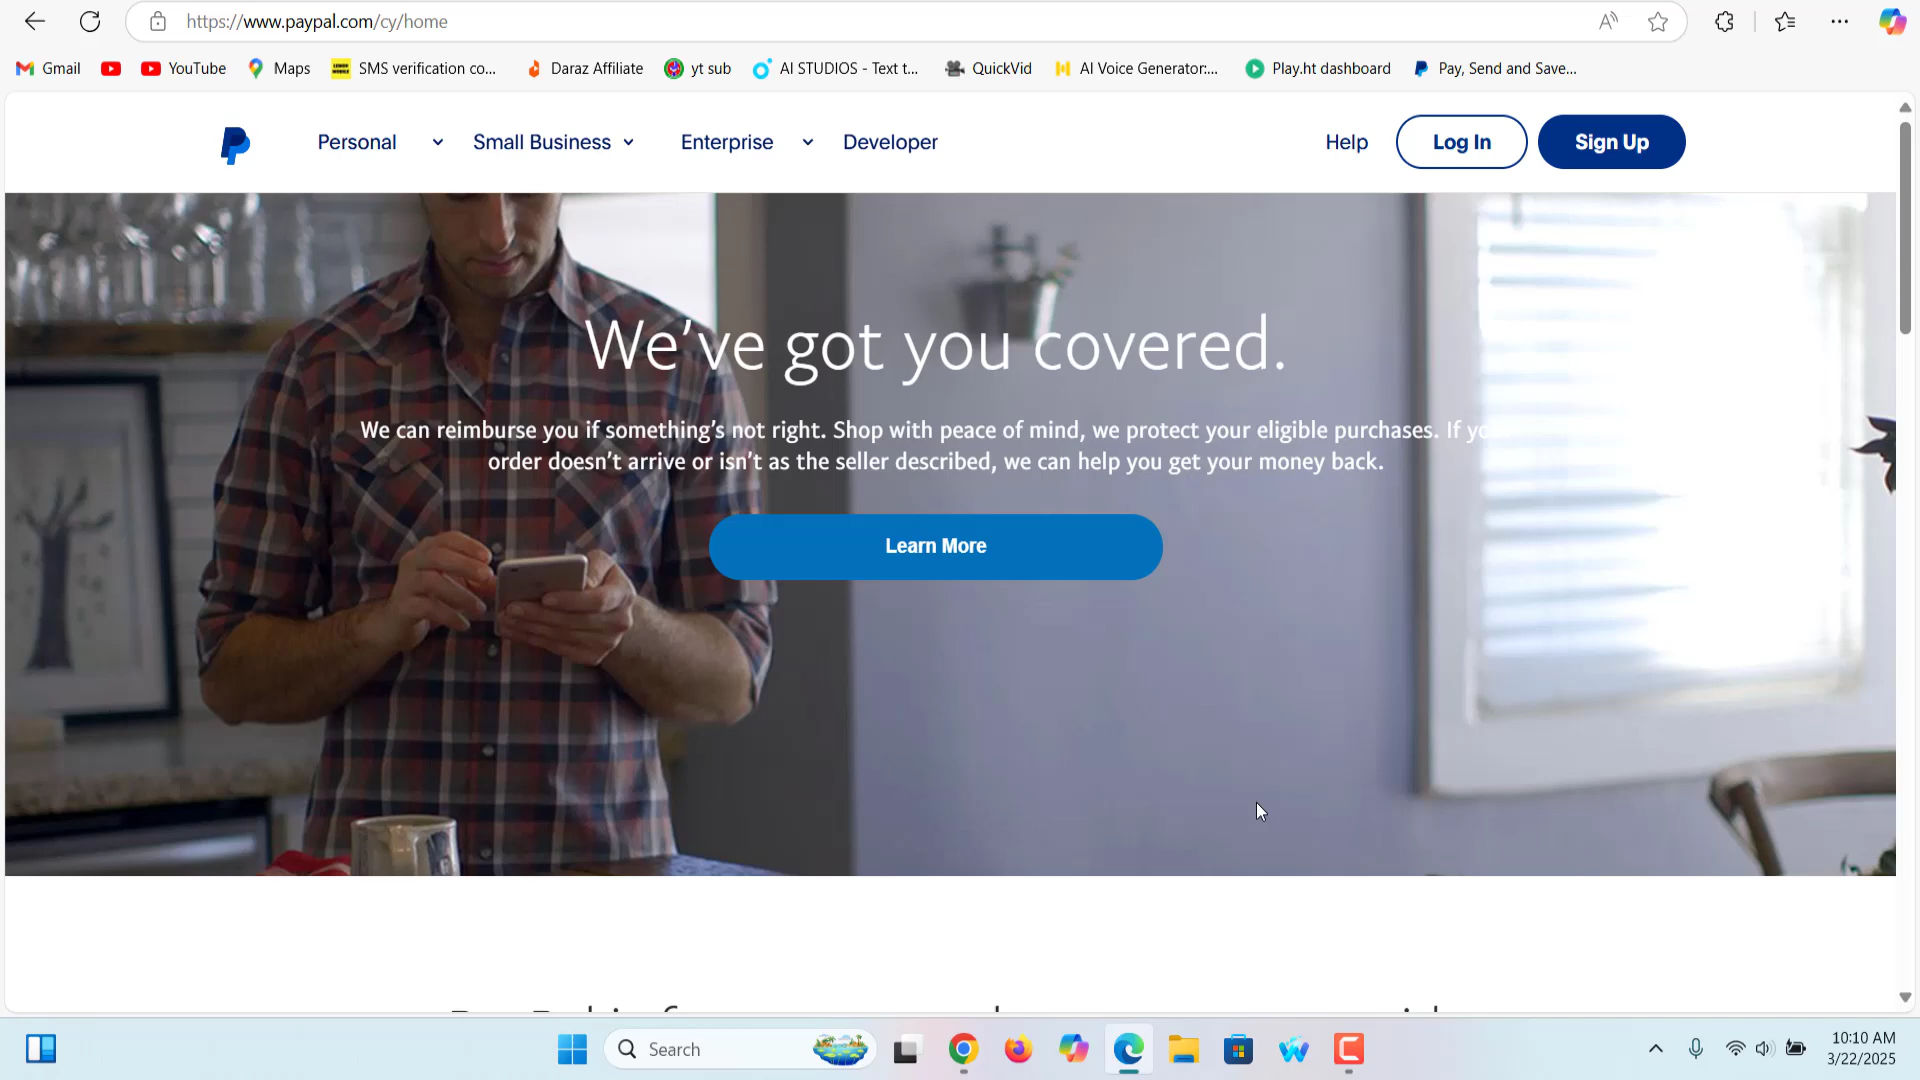 https://www.paypal.com/cy/home
Gmail
YouTube
Maps
SMS verification co...
Daraz Affiliate
yt sub
AI STUDIOS - Text t...
QuickVid
AI Voice Generator:...
Play.ht dashboard
Pay, Send and Save...
Personal
Small Business
Enterprise
Developer
Help
Log In
Sign Up
We've got you covered.
We can reimburse you if something's not right. Shop with peace of mind, we protect your eligible purchases. If
order doesn't arrive or isn't as the seller described, we can help you get your money back.
Learn More
Search
10:10 AM
3/22/2025